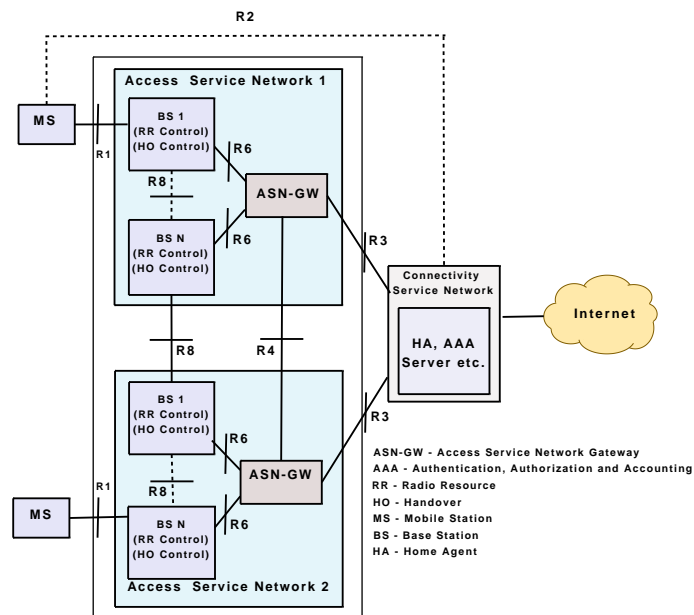 R2
Access Service Network 1
MS
R1
BS 1
(RR Control)
(HO Control)
R6
R8
ASN-GW
BS N
(RR Control)
(HO Control)
R6
R3
Connectivity
Service Network
HA, AAA
Server etc.
Internet
R8
R4
BS 1
(RR Control)
(HO Control)
R6
R3
R8
ASN-GW
R1
MS
BS N
(RR Control)
(HO Control)
R6
Access Service Network 2
ASN-GW - Access Service Network Gateway
AAA - Authentication, Authorization and Accounting
RR - Radio Resource
HO - Handover
MS - Mobile Station
BS - Base Station
HA - Home Agent